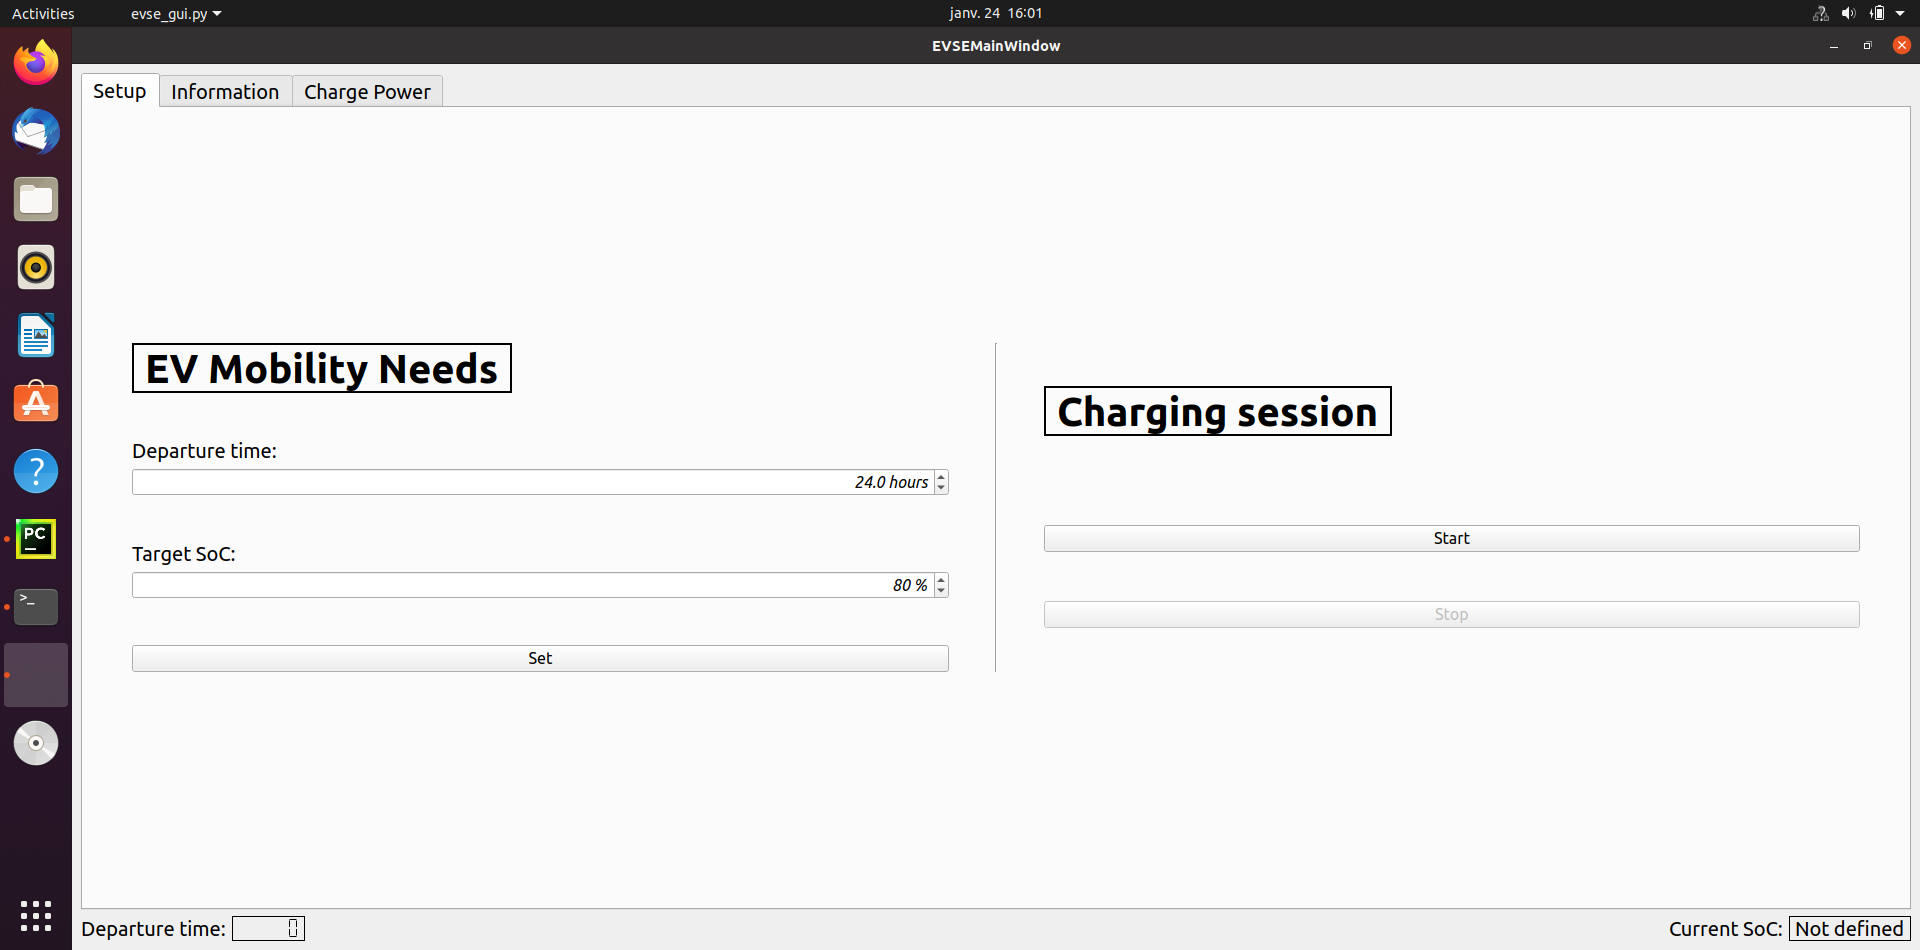 Activities
evse_gui.py
janv. 24 16:01
EVSEMainWindow
Setup
Information
Charge Power
EV Mobility Needs
Departure time:
24.0 hours
Target SoC:
80 %
Set
Charging session
Start
Stop
Departure time: 0
Current SoC: Not defined
PC
>_
?